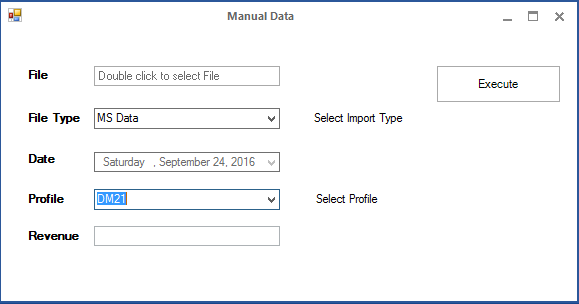 Manual Data
File Double click to select File Execute
File Type MS Data Select Import Type
Date Saturday , September 24, 2016
Profile DM21 Select Profile
Revenue